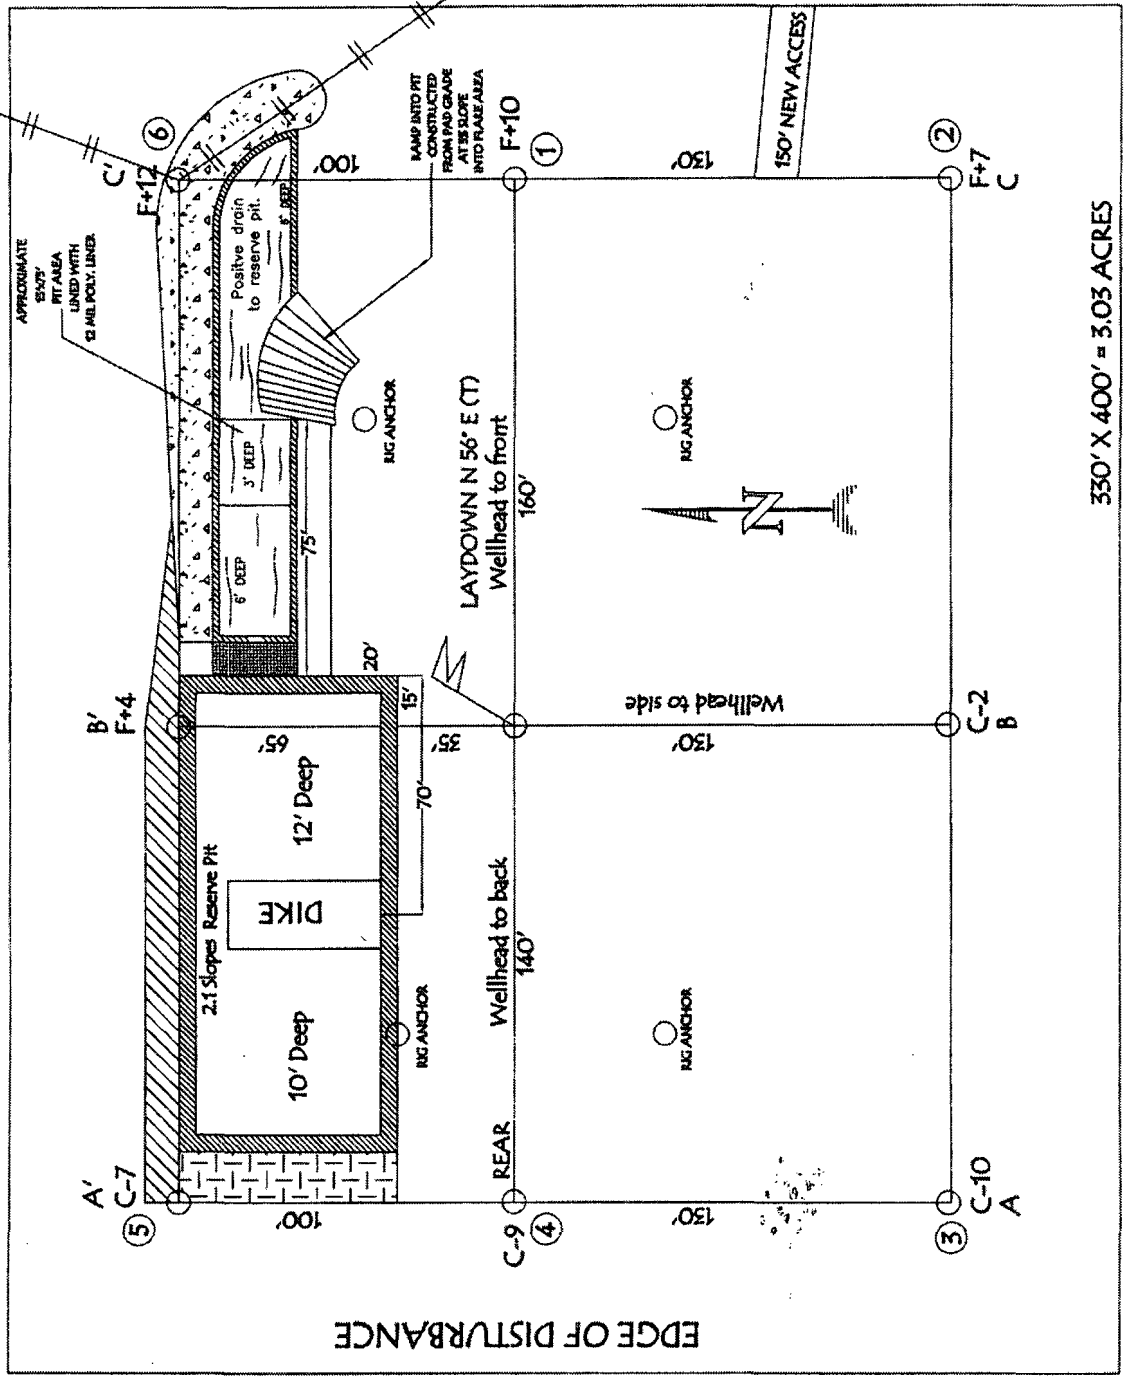 150' NEW ACCESS
C'
F+12
6
APPROXIMATE
PIT AREA
LINED WITH
12 MIL POLY. LINER
Positve drain
to reserve pit.
6' DEEP
3' DEEP
6' DEEP
75'
100'
RAMP INTO PIT
CONSTRUCTED
FROM PAD GRADE
AT SLOPE
INTO FLARE AREA
F+10
1
130'
2
F+7
C
RIG ANCHOR
RIG ANCHOR
LAYDOWN N 56° E (T)
Wellhead to front
160'
N
330' X 400' = 3.03 ACRES
B'
F+4
65'
35'
20'
15'
70'
Wellhead to side
130'
C-2
B
2:1 Slopes Reserve Pit
12' Deep
DIKE
10' Deep
Wellhead to back
140'
RIG ANCHOR
RIG ANCHOR
A'
C-7
5
100'
REAR
C-9
4
130'
3
C-10
A
EDGE OF DISTURBANCE